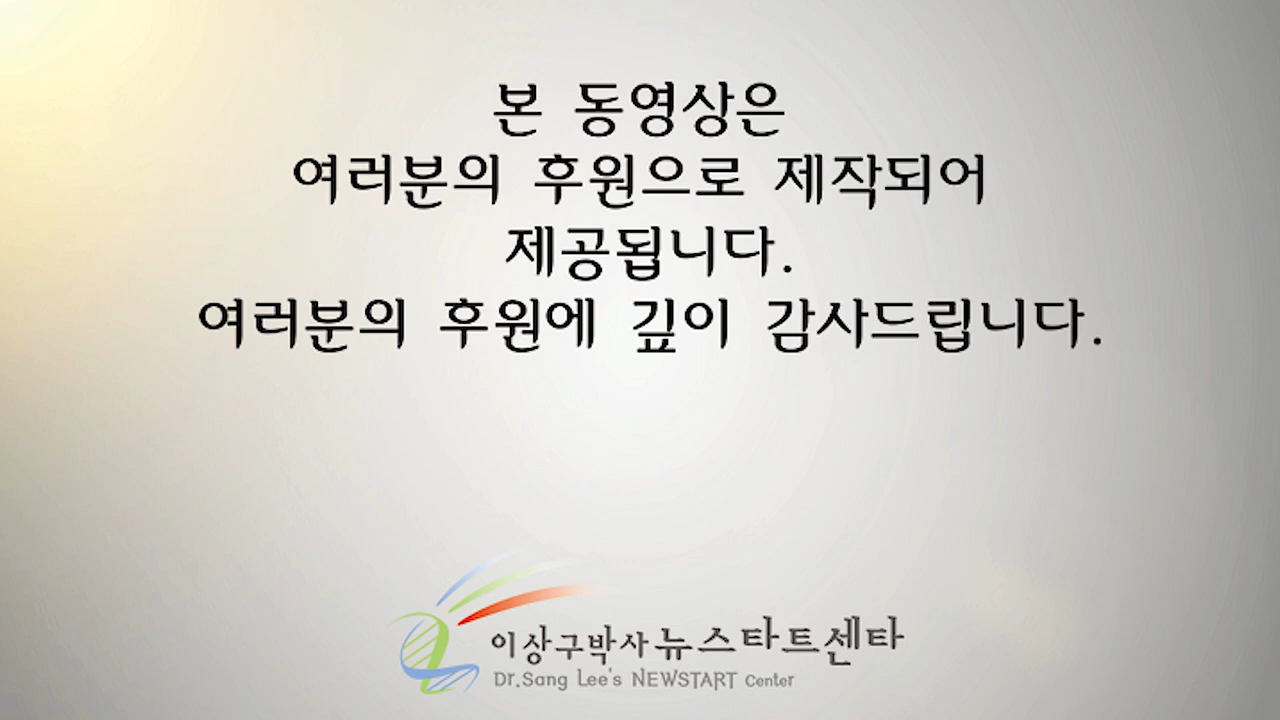 본 동영상은
여러분의 후원으로 제작되어
제공됩니다.
여러분의 후원에 깊이 감사드립니다.
이상구박사 뉴스타트센타
Dr.Sang Lee's NEWSTART Center